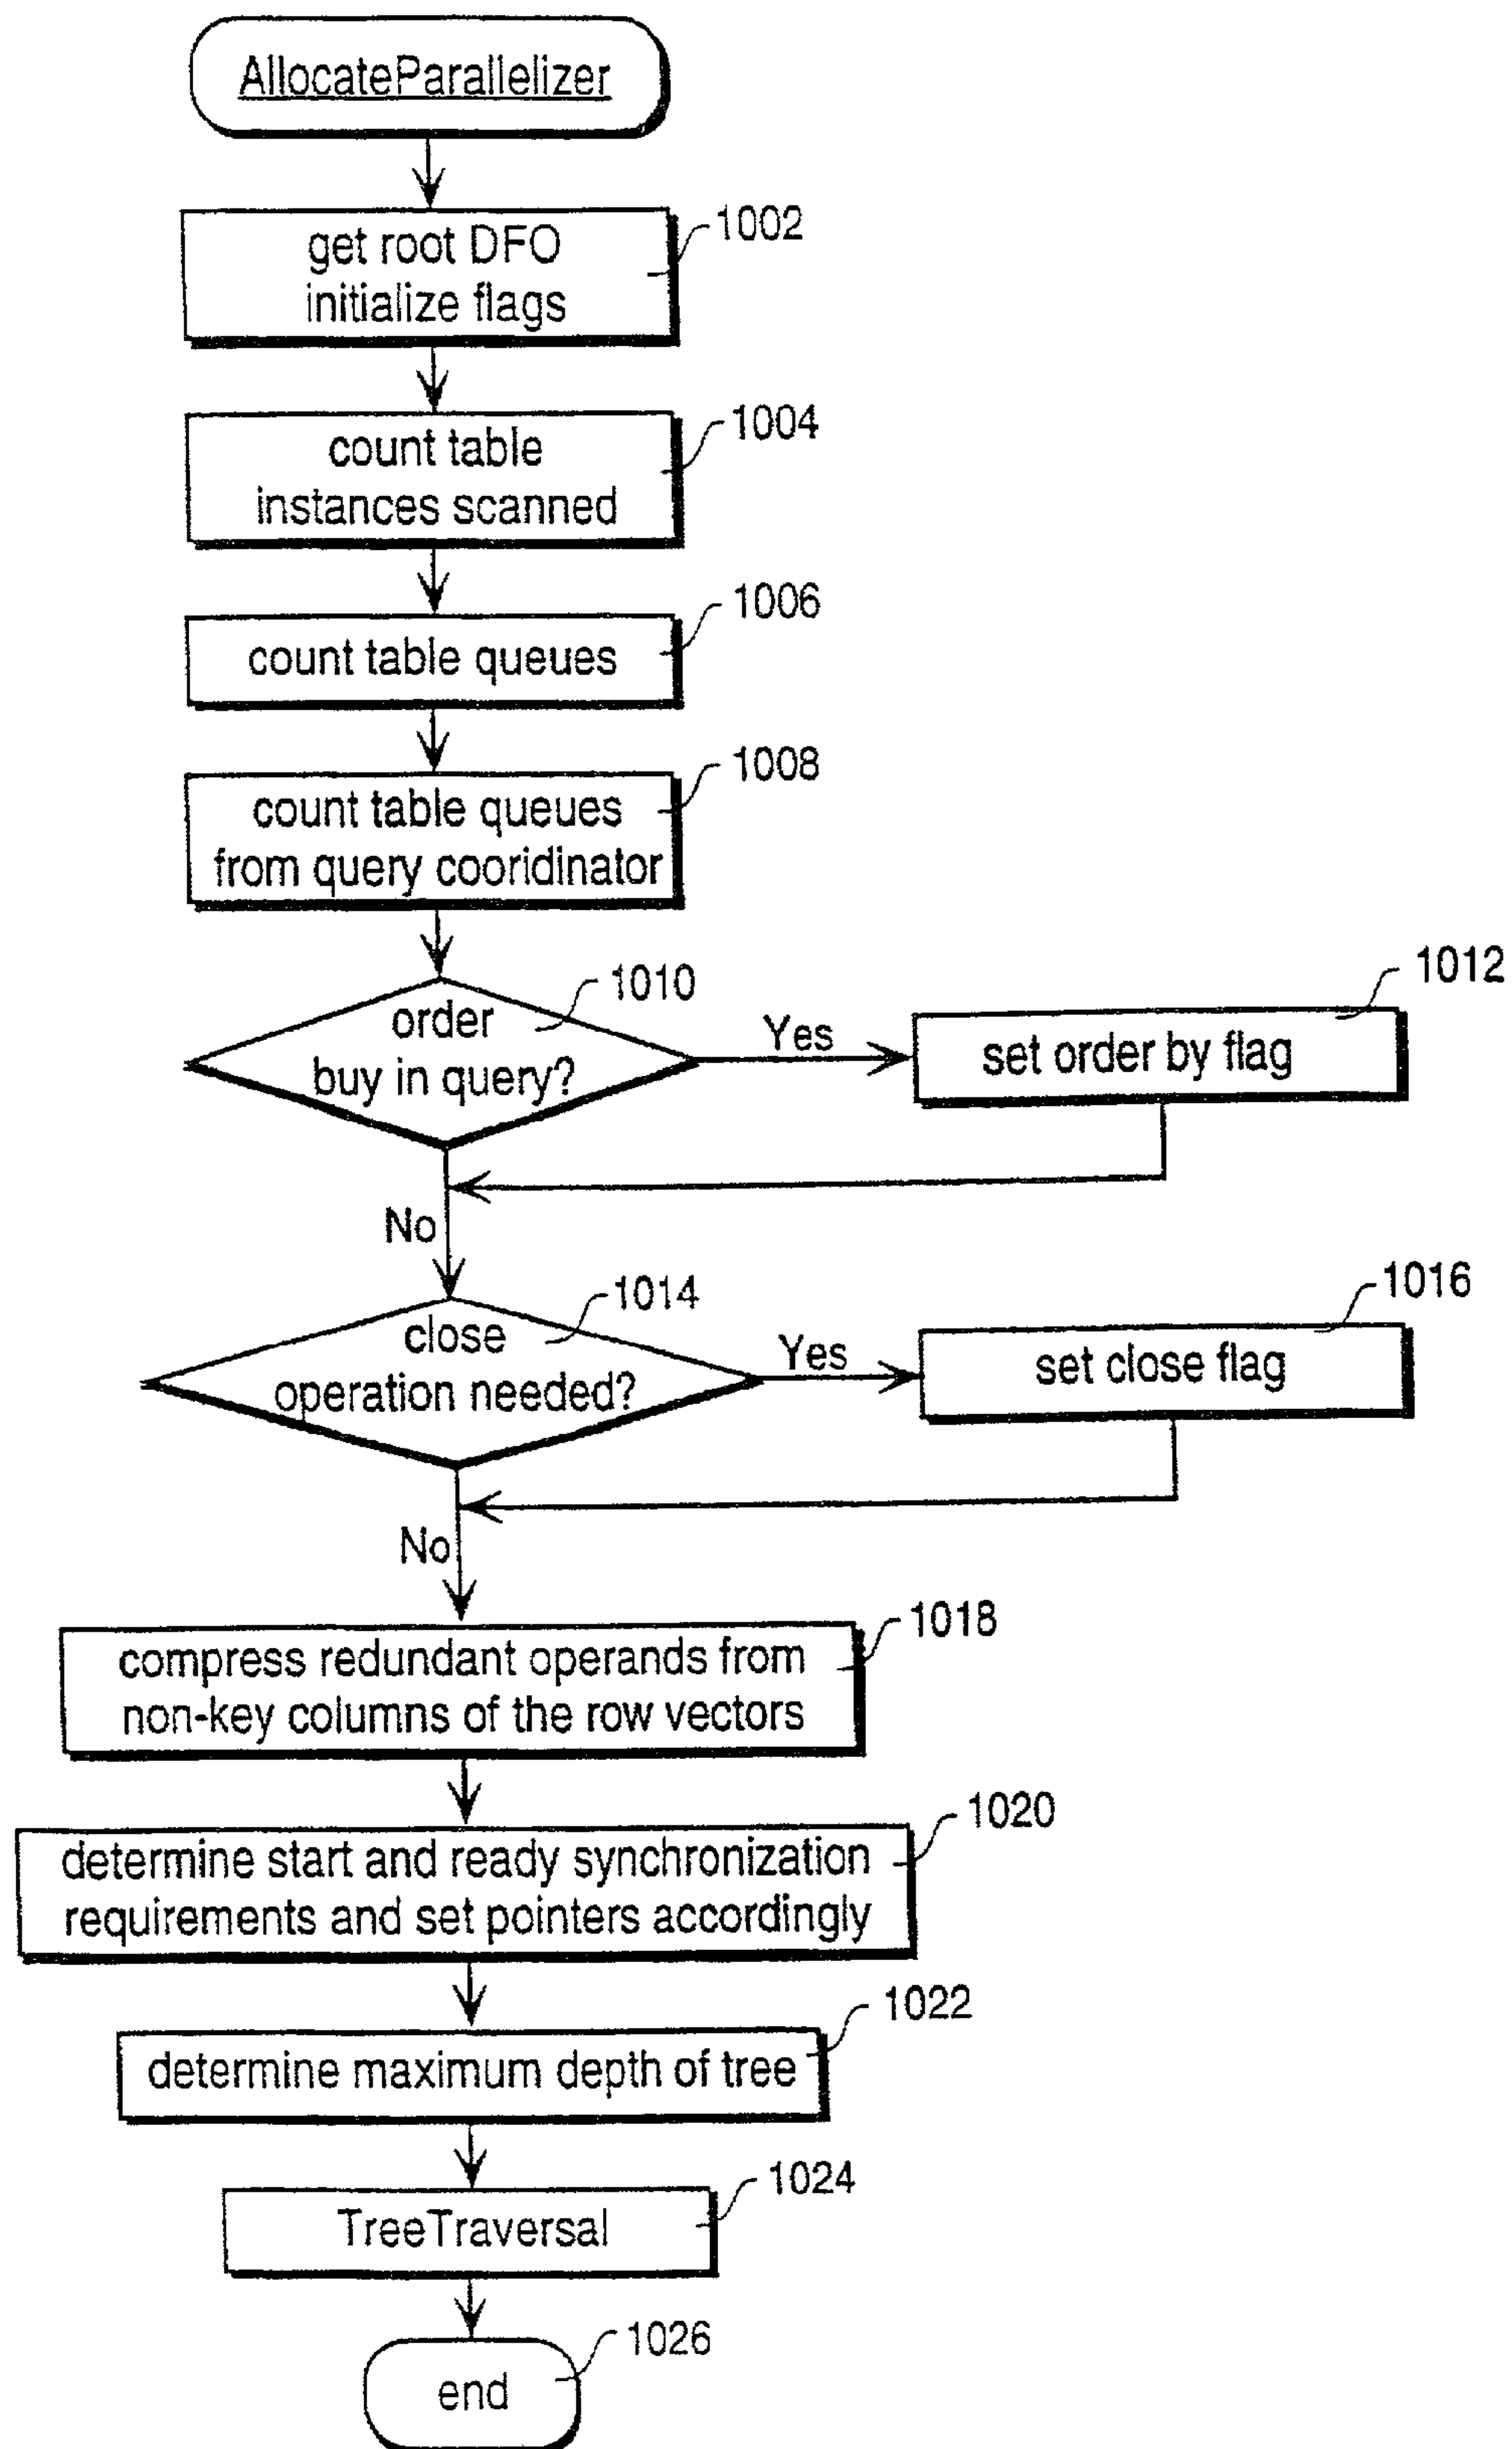 AllocateParallelizer
1002
get root DFO
initialize flags
1004
count table
instances scanned
1006
count table queues
1008
count table queues
from query cooridinator
1010
order
buy in query?
Yes
1012
set order by flag
No
1014
close
operation needed?
Yes
1016
set close flag
No
1018
compress redundant operands from
non-key columns of the row vectors
1020
determine start and ready synchronization
requirements and set pointers accordingly
1022
determine maximum depth of tree
1024
TreeTraversal
1026
end